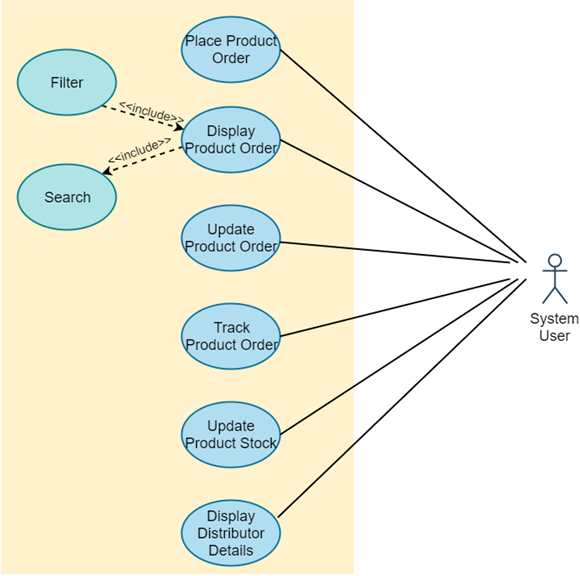 Place Product
Order
Filter
<<include>>
Display
Product Order
<<include>>
Search
Update
Product Order
Track
Product Order
System
User
Update
Product Stock
Display
Distributor
Details